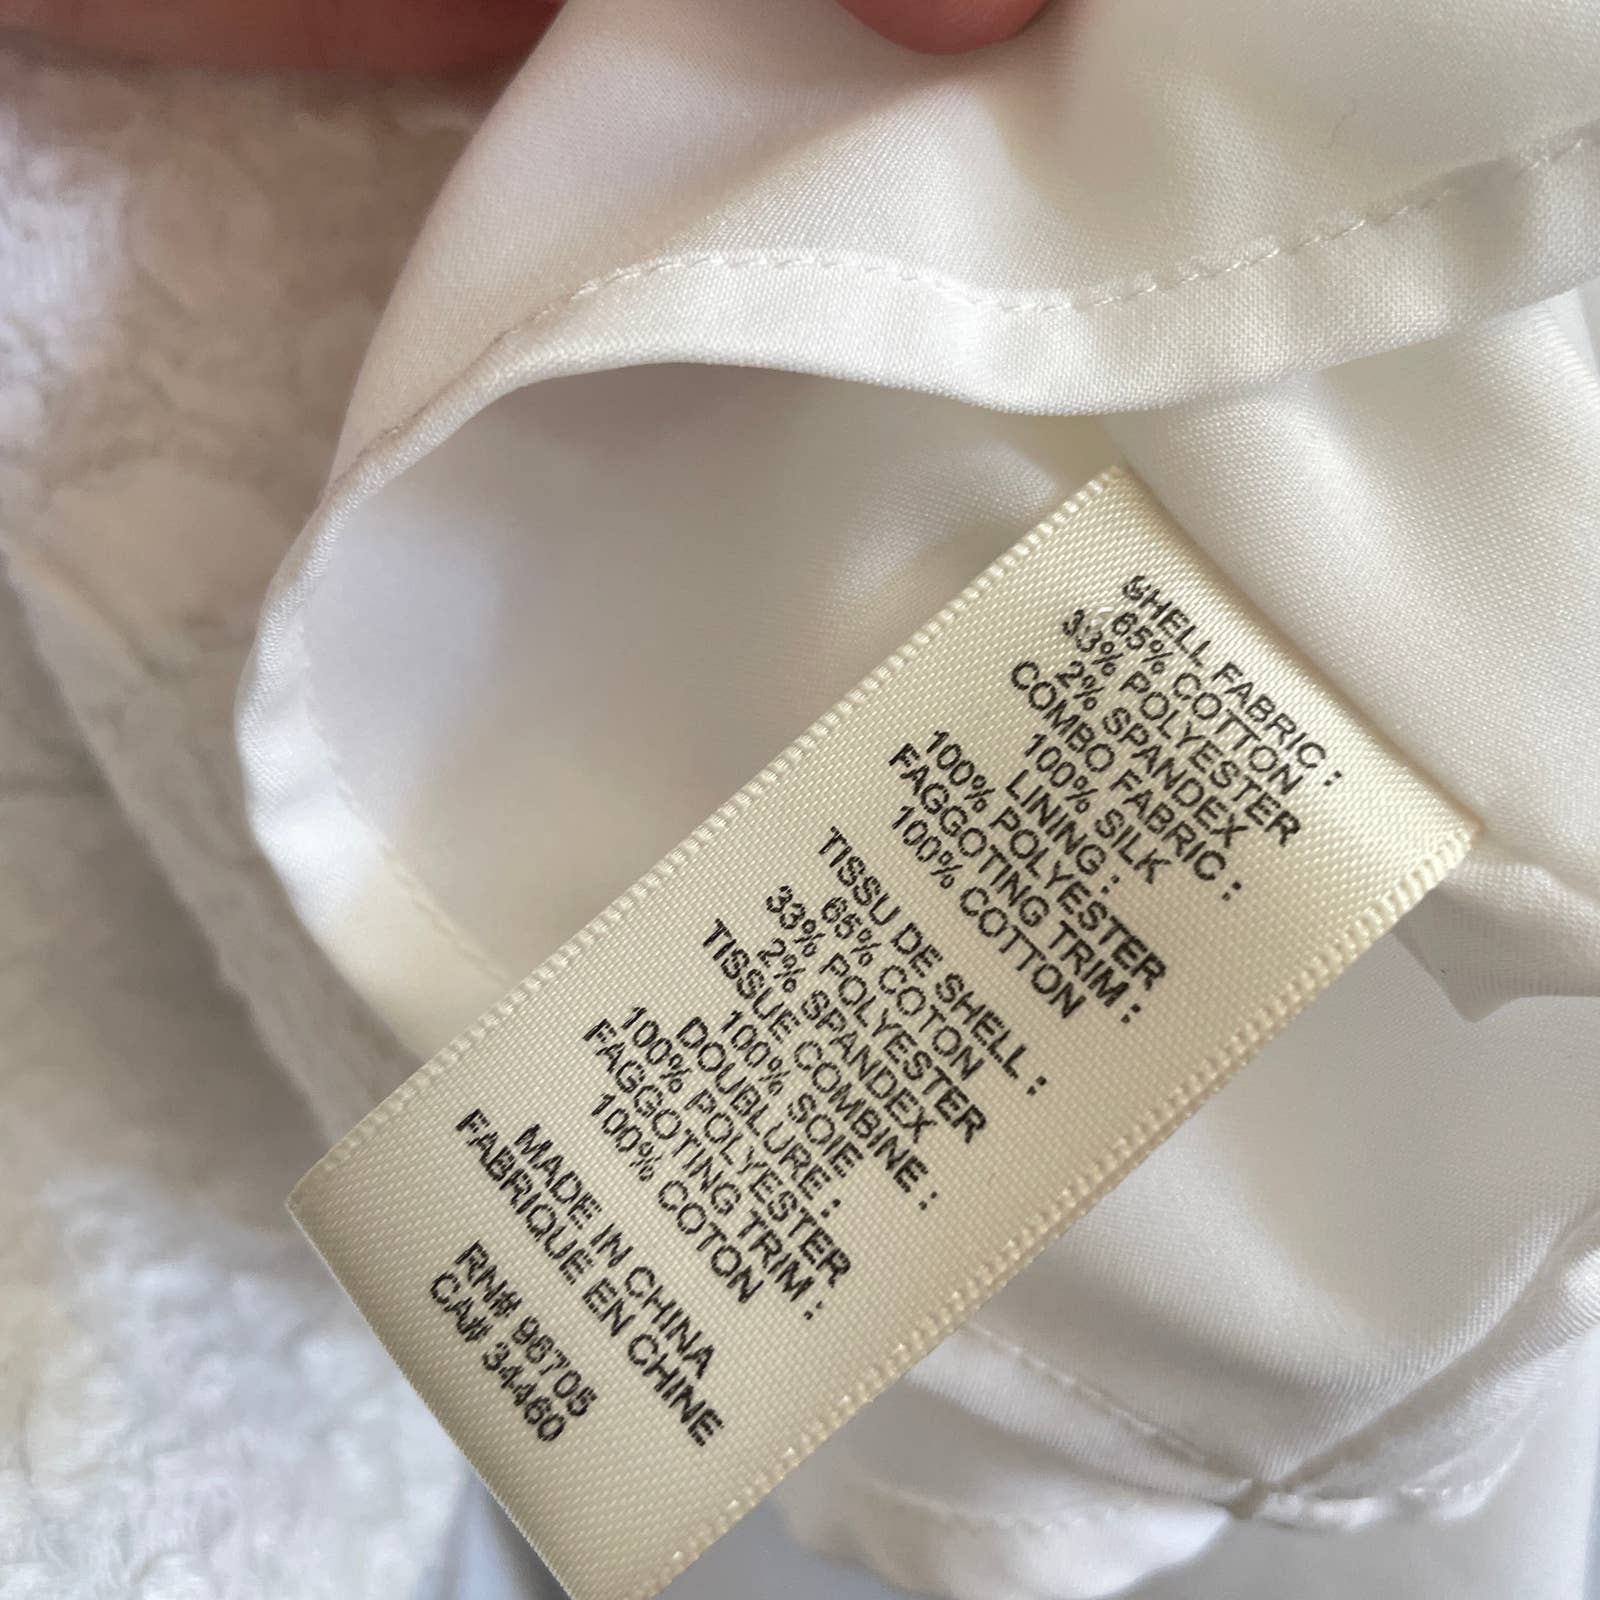 SHELL FABRIC :
65% COTTON
33% POLYESTER
2% SPANDEX
COMBO FABRIC :
100% SILK
LINING :
100% POLYESTER
FAGGOTING TRIM :
100% COTTON
TISSU DE SHELL :
65% COTON
33% POLYESTER
2% SPANDEX
TISSUE COMBINE :
100% SOIE
DOUBLURE :
100% POLYESTER
FAGGOTING TRIM :
100% COTON
MADE IN CHINA
FABRIQUE EN CHINE
RN# 98705
CA# 34460